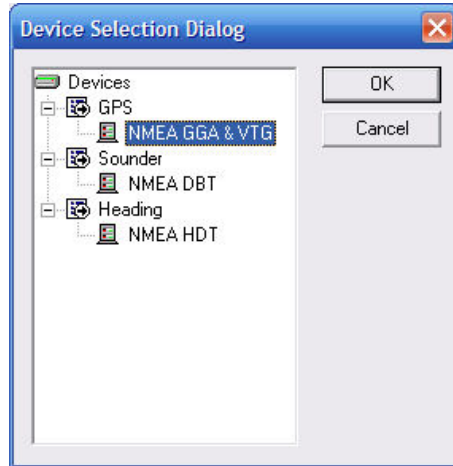 Device Selection Dialog
Devices
GPS
NMEA GGA & VTG
Sounder
NMEA DBT
Heading
NMEA HDT
OK
Cancel